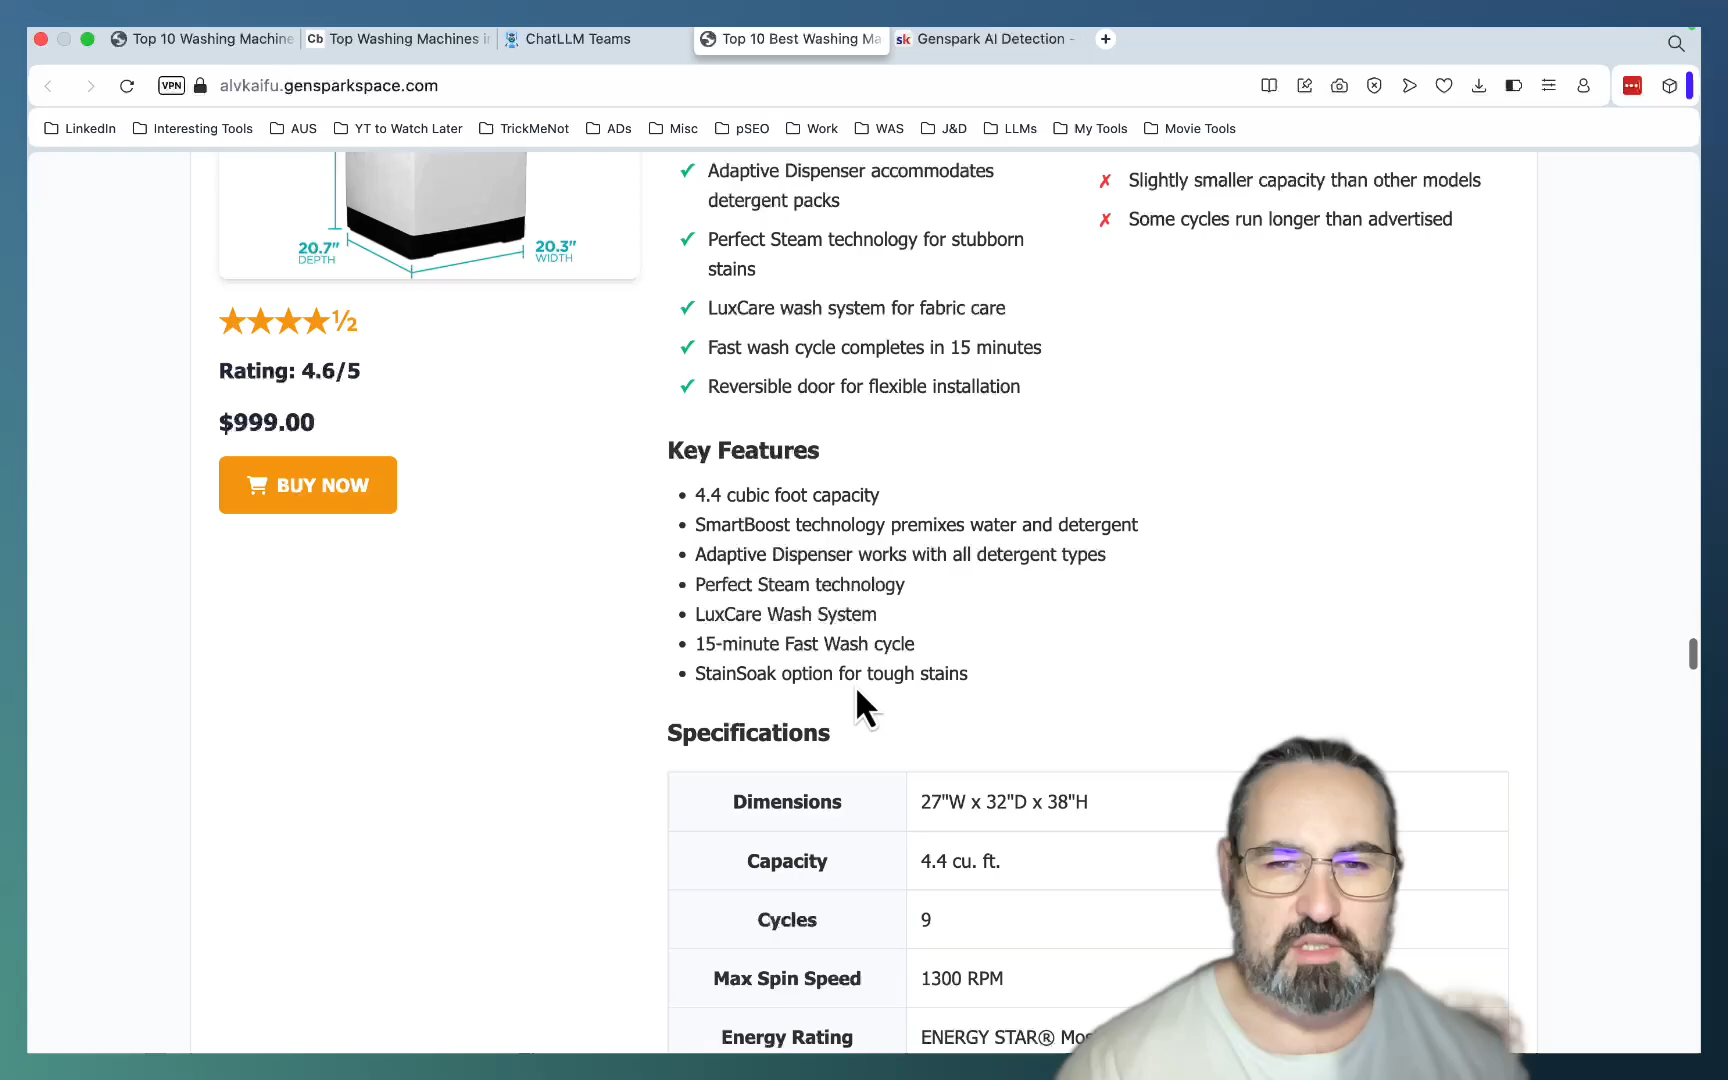 Top 10 Washing Machine
Cb Top Washing Machines i
ChatLLM Teams
Top 10 Best Washing Ma
sk Genspark AI Detection -
VPN alvkaifu.gensparkspace.com
LinkedIn
Interesting Tools
AUS
YT to Watch Later
TrickMeNot
ADs
Misc
pSEO
Work
WAS
J&D
LLMs
My Tools
Movie Tools
20.7"
DEPTH
20.3"
WIDTH
★★★★½
Rating: 4.6/5
$999.00
BUY NOW
✓ Adaptive Dispenser accommodates
detergent packs
✓ Perfect Steam technology for stubborn
stains
✓ LuxCare wash system for fabric care
✓ Fast wash cycle completes in 15 minutes
✓ Reversible door for flexible installation
✗ Slightly smaller capacity than other models
✗ Some cycles run longer than advertised
Key Features
• 4.4 cubic foot capacity
• SmartBoost technology premixes water and detergent
• Adaptive Dispenser works with all detergent types
• Perfect Steam technology
• LuxCare Wash System
• 15-minute Fast Wash cycle
• StainSoak option for tough stains
Specifications
Dimensions 27"W x 32"D x 38"H
Capacity 4.4 cu. ft.
Cycles 9
Max Spin Speed 1300 RPM
Energy Rating ENERGY STAR® Mos